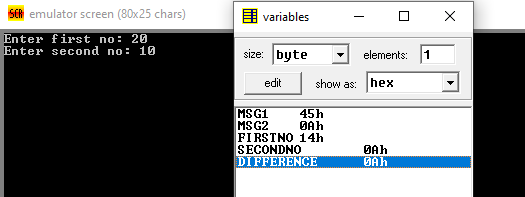 SCR emulator screen (80x25 chars)
Enter first no: 20
Enter second no: 10
variables
size: byte elements: 1
edit show as: hex
MSG1 45h
MSG2 0Ah
FIRSTNO 14h
SECONDNO 0Ah
DIFFERENCE 0Ah